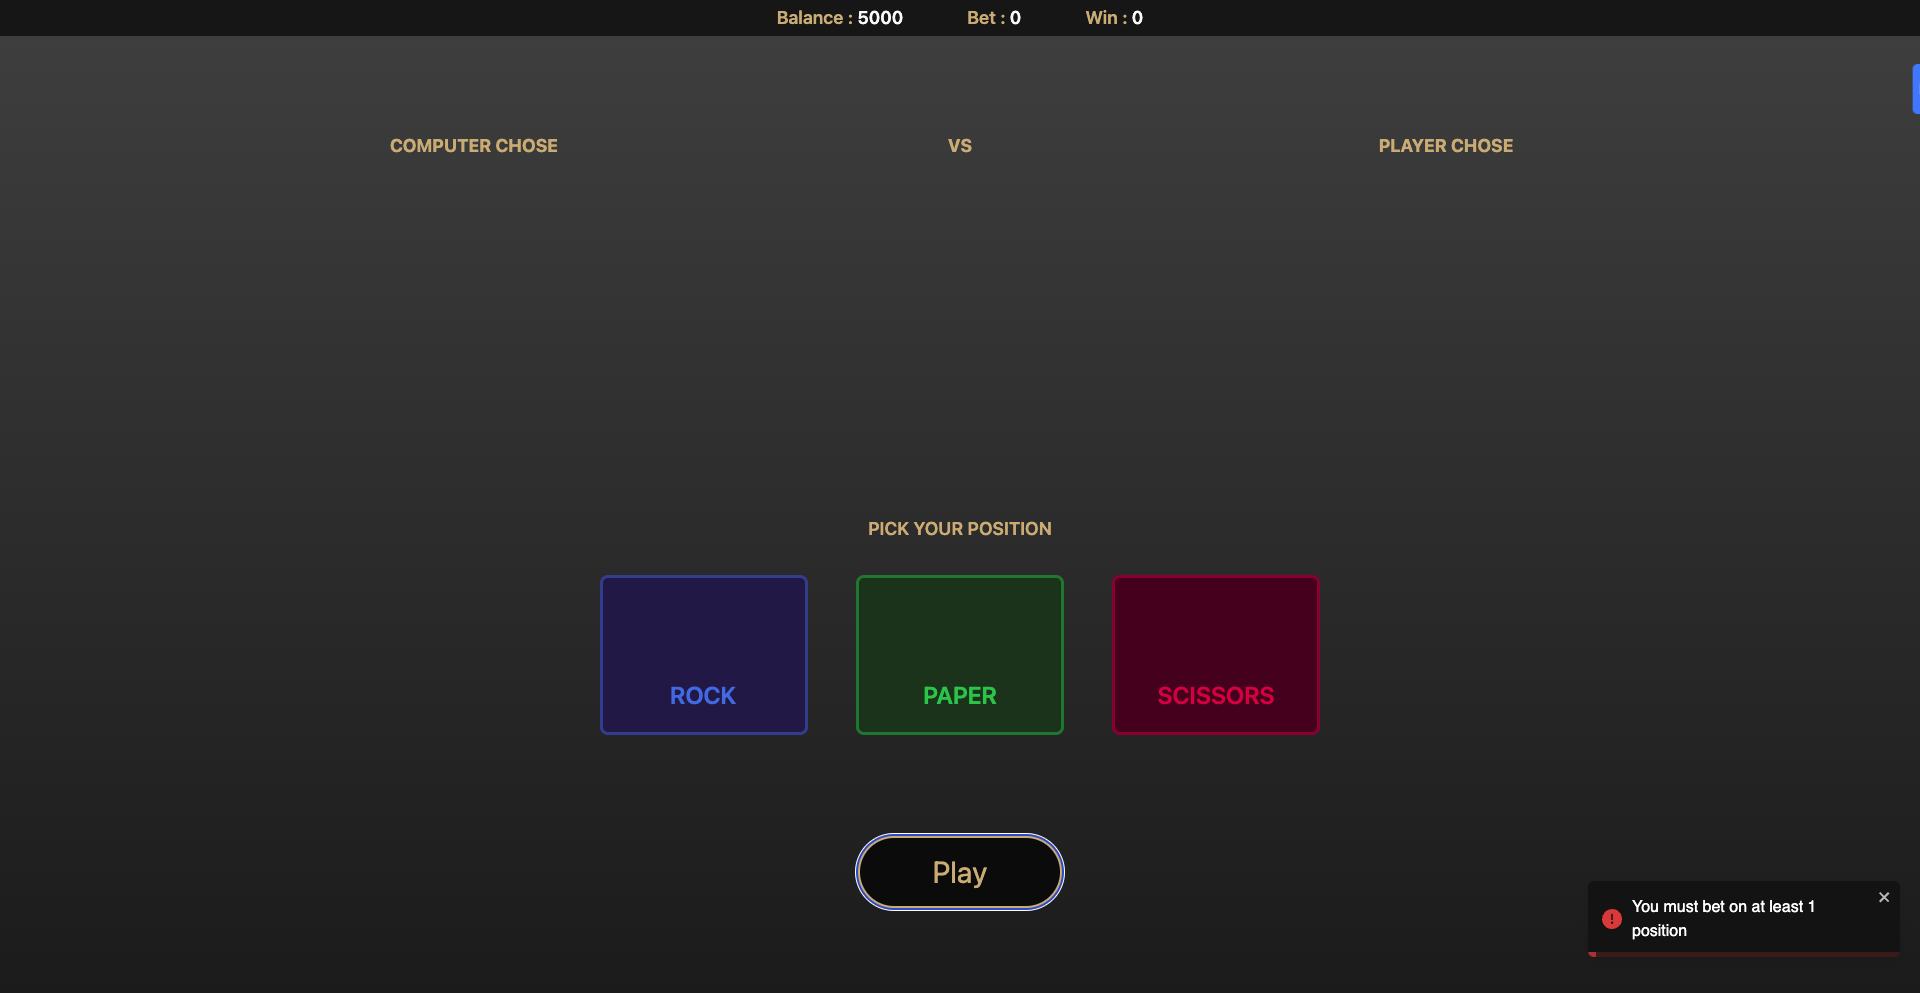 Balance : 5000 Bet : 0 Win : 0
COMPUTER CHOSE VS PLAYER CHOSE
PICK YOUR POSITION
ROCK PAPER SCISSORS
Play
You must bet on at least 1
position